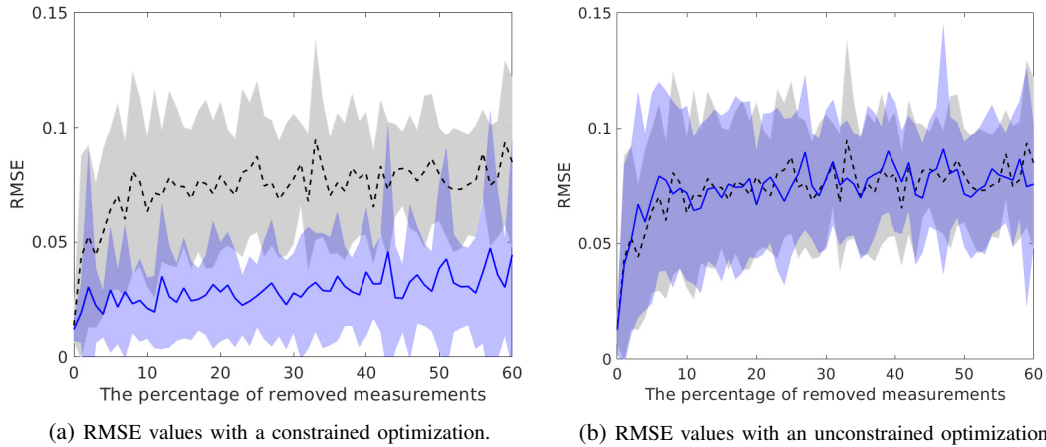 0.15
0.1
0.05
0
RMSE
0 10 20 30 40 50 60
The percentage of removed measurements
(a) RMSE values with a constrained optimization.
0.15
0.1
0.05
0
RMSE
0 10 20 30 40 50 60
The percentage of removed measurements
(b) RMSE values with an unconstrained optimization